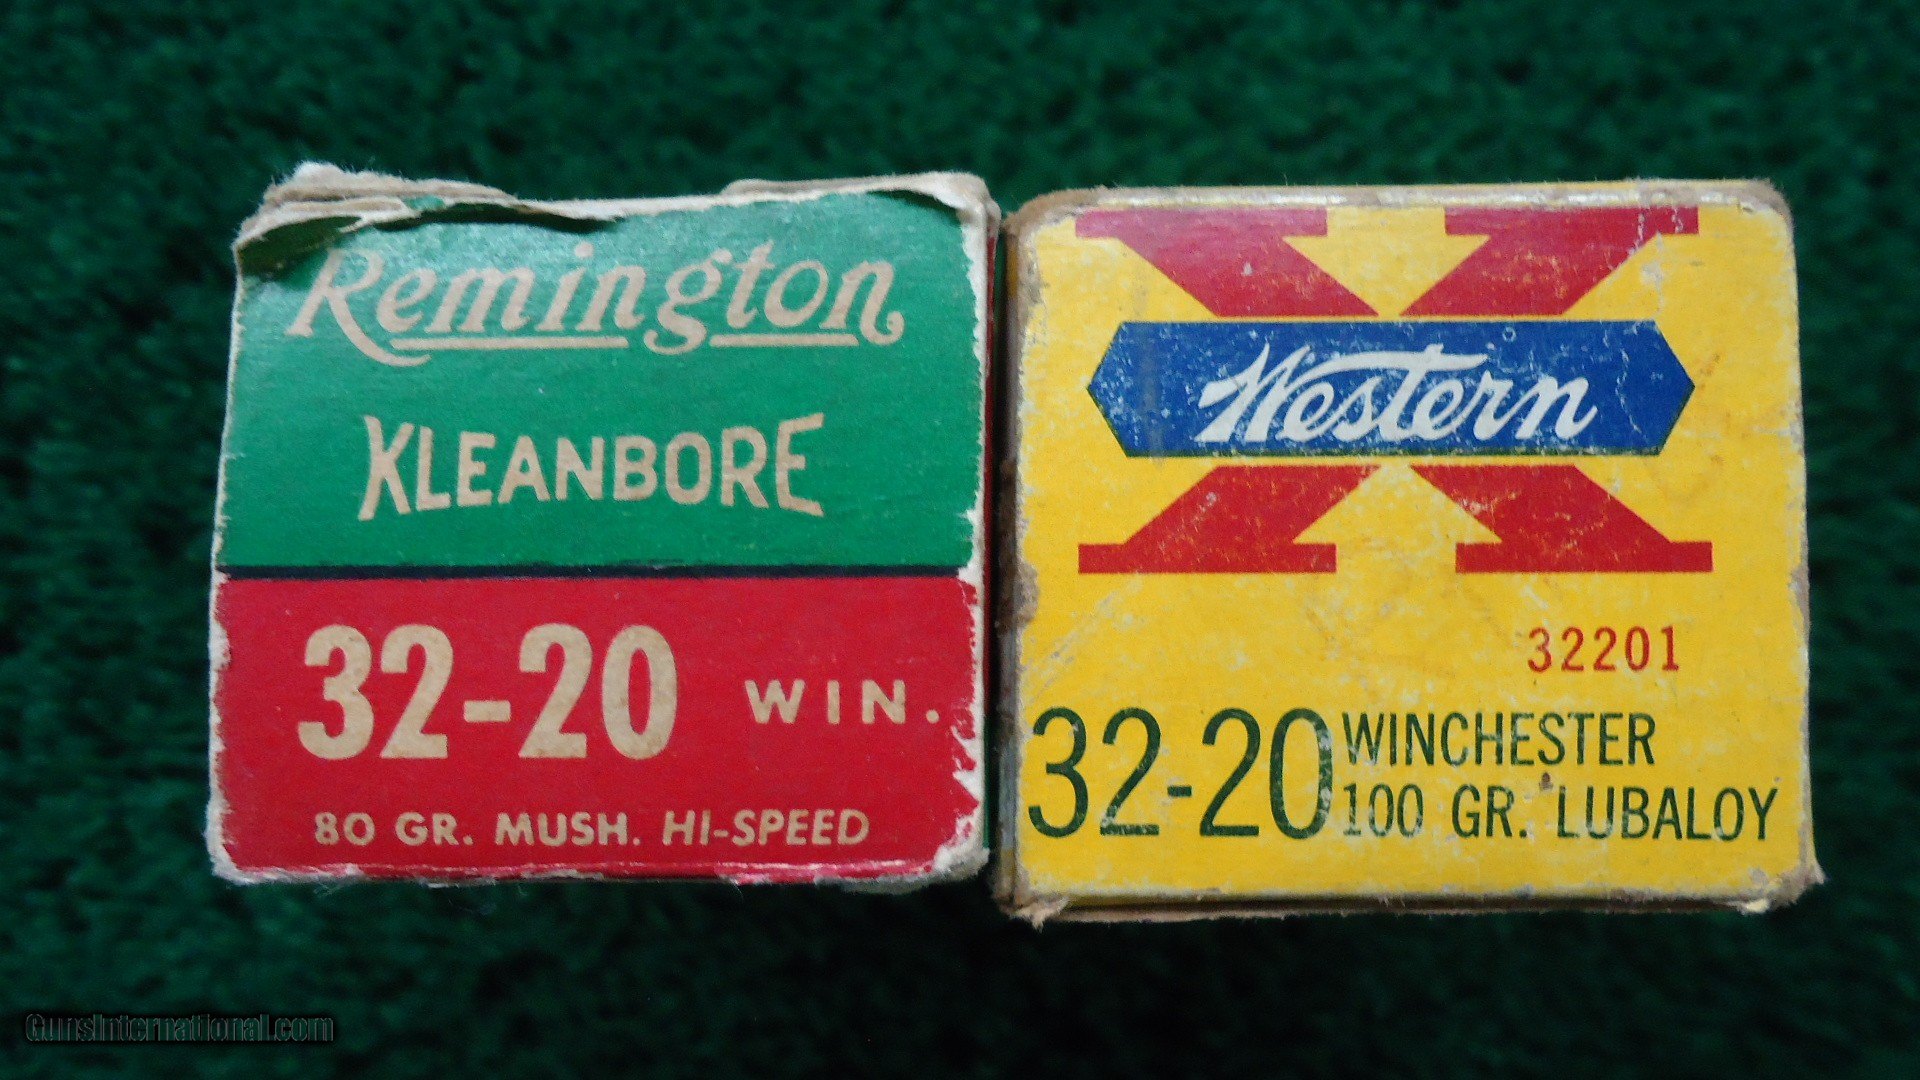 Remington
KLEANBORE
32-20 WIN.
80 GR. MUSH. HI-SPEED
X
Western
32201
32-20 WINCHESTER
100 GR. LUBALOY
GunsInternational.com